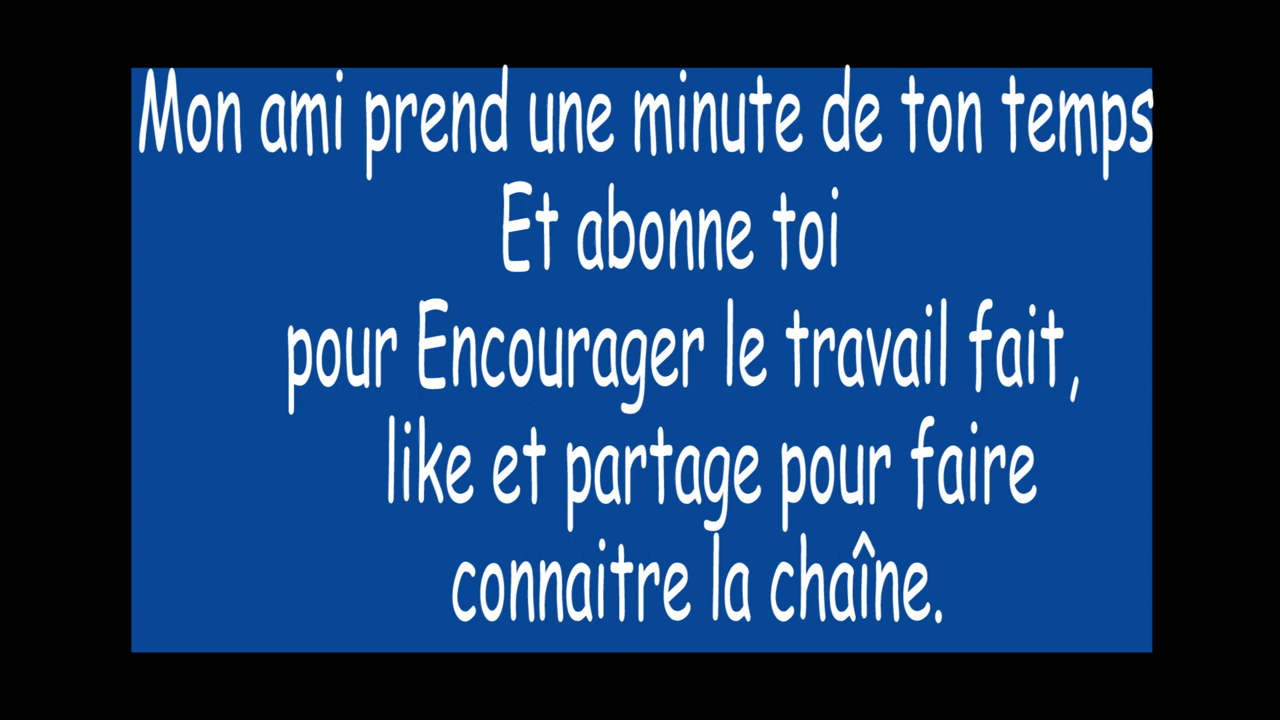 Mon ami prend une minute de ton temps
Et abonne toi
pour Encourager le travail fait,
like et partage pour faire
connaitre la chaîne.